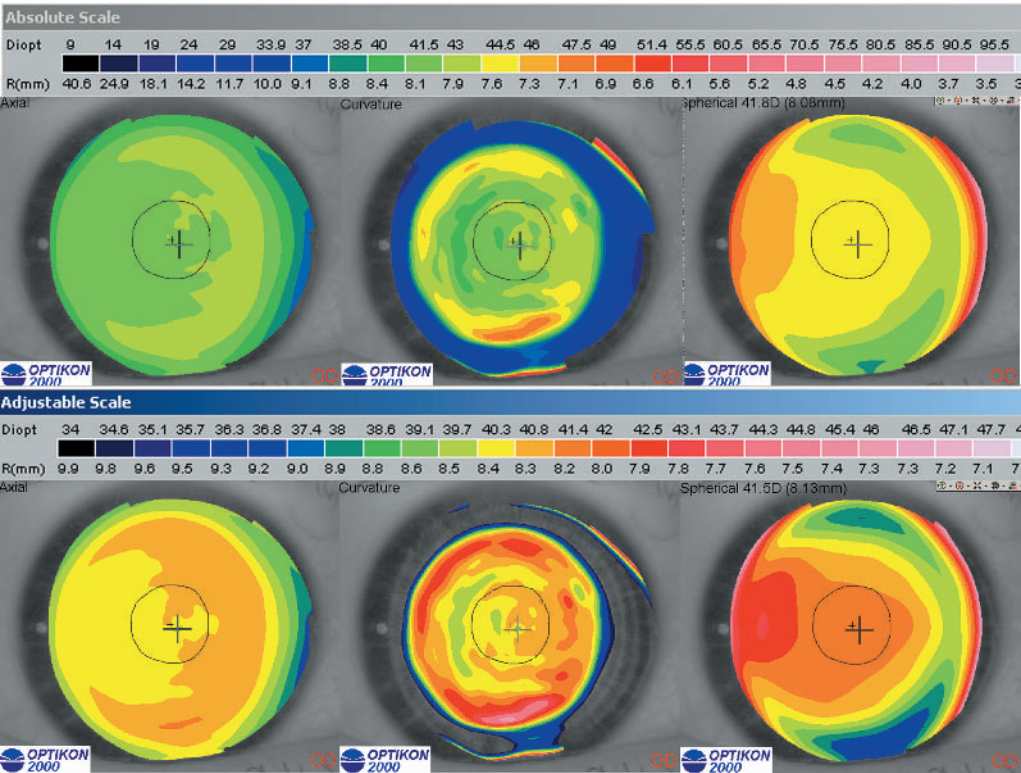 Absolute Scale
Diopt 9 14 19 24 29 33.9 37 38.5 40 41.5 43 44.5 46 47.5 49 51.4 55.5 60.5 65.5 70.5 75.5 80.5 85.5 90.5 95.5
R(mm) 40.6 24.9 18.1 14.2 11.7 10.0 9.1 8.8 8.4 8.1 7.9 7.6 7.3 7.1 6.9 6.6 6.1 5.6 5.2 4.8 4.5 4.2 4.0 3.7 3.5 3
Axial Curvature Spherical 41.8D (8.08mm)
OPTIKON OD OPTIKON OD OPTIKON OD
2000 2000 2000
Adjustable Scale
Diopt 34 34.6 35.1 35.7 36.3 36.8 37.4 38 38.6 39.1 39.7 40.3 40.8 41.4 42 42.5 43.1 43.7 44.3 44.8 45.4 46 46.5 47.1 47.7 4
R(mm) 9.9 9.8 9.6 9.5 9.3 9.2 9.0 8.9 8.8 8.6 8.5 8.4 8.3 8.2 8.0 7.9 7.8 7.7 7.6 7.5 7.4 7.3 7.3 7.2 7.1 7
Axial Curvature Spherical 41.5D (8.13mm)
OPTIKON OD OPTIKON OD OPTIKON OD
2000 2000 2000